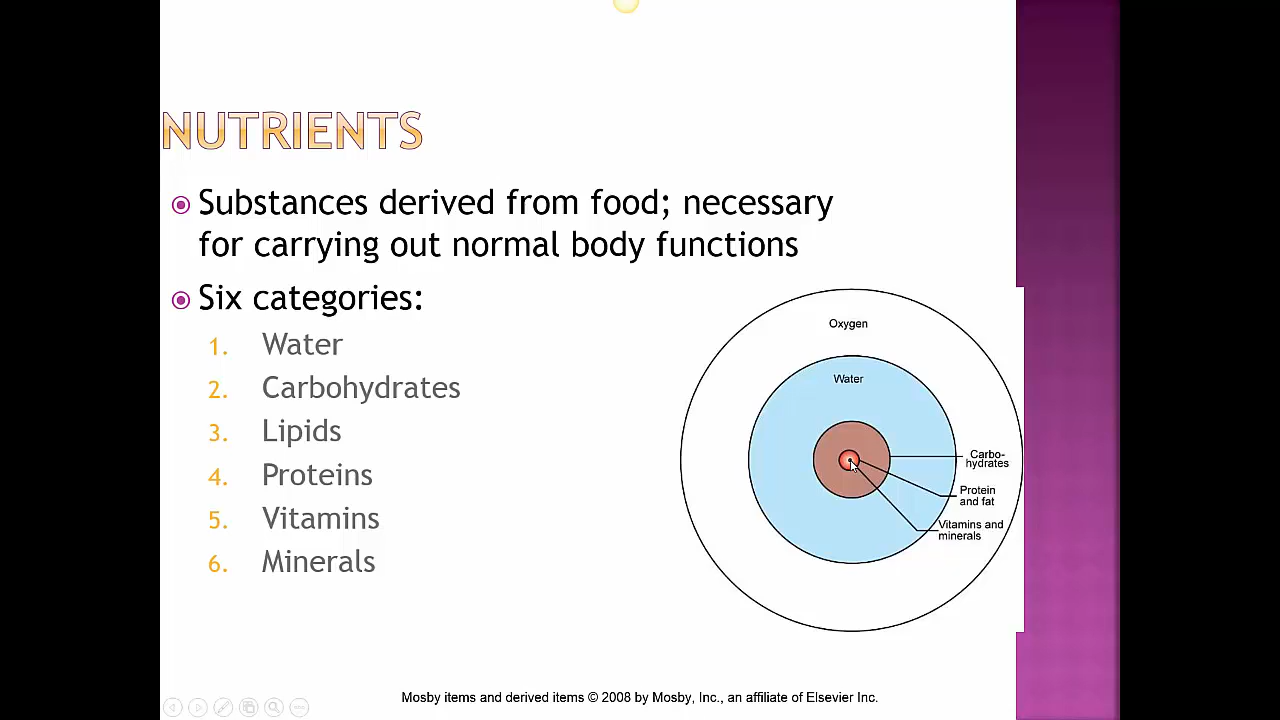 NUTRIENTS
Substances derived from food; necessary
for carrying out normal body functions
Six categories:
1. Water
2. Carbohydrates
3. Lipids
4. Proteins
5. Vitamins
6. Minerals
Oxygen
Water
Carbo-
hydrates
Protein
and fat
Vitamins and
minerals
Mosby items and derived items © 2008 by Mosby, Inc., an affiliate of Elsevier Inc.